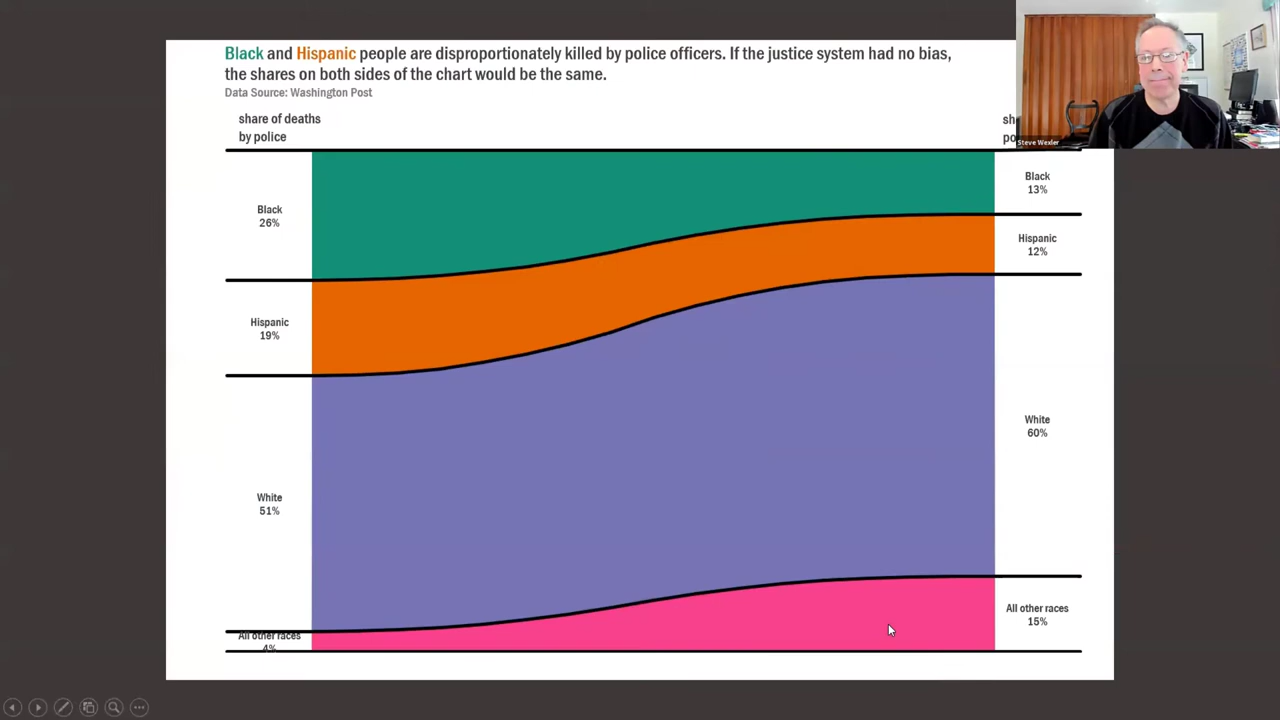 Black and Hispanic people are disproportionately killed by police officers. If the justice system had no bias,
the shares on both sides of the chart would be the same.
Data Source: Washington Post
share of deaths
by police
sh
po
Steve Wexler
Black
26%
Hispanic
19%
White
51%
All other races
4%
Black
13%
Hispanic
12%
White
60%
All other races
15%